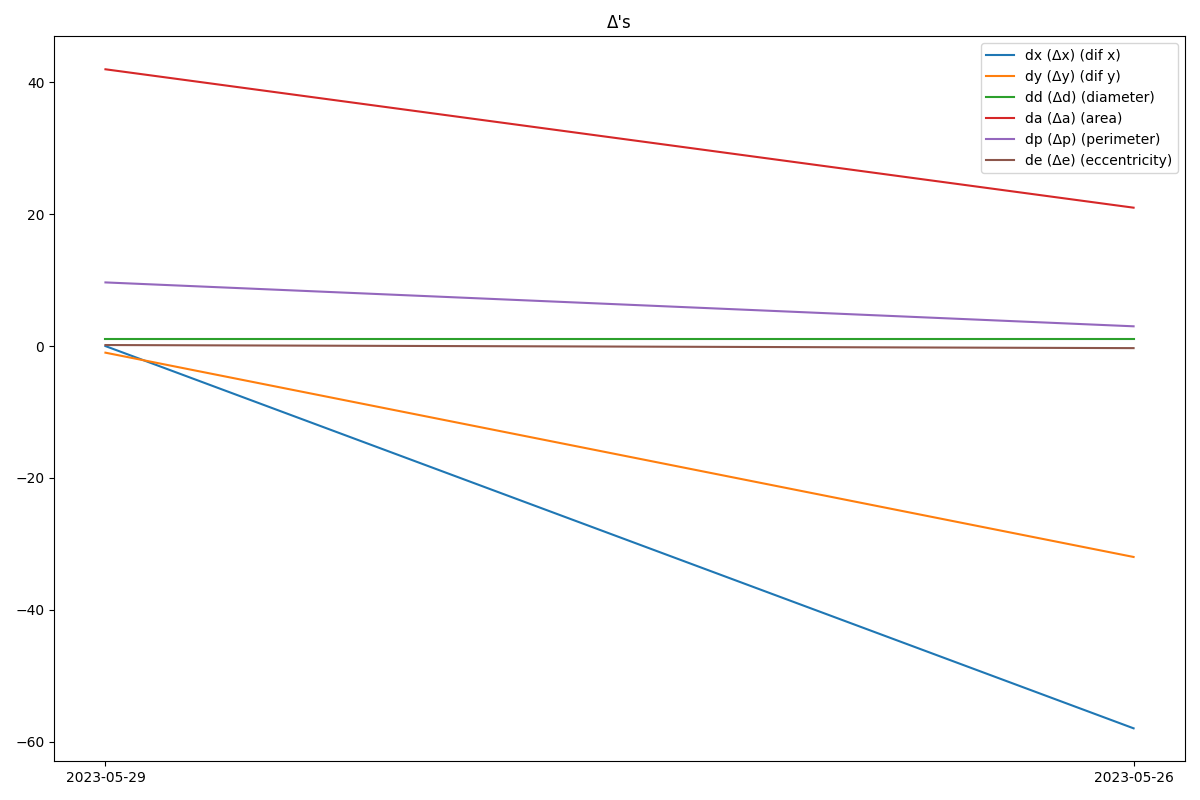 Δ's
dx (Δx) (dif x)
dy (Δy) (dif y)
dd (Δd) (diameter)
da (Δa) (area)
dp (Δp) (perimeter)
de (Δe) (eccentricity)
40
20
0
−20
−40
−60
2023-05-29
2023-05-26